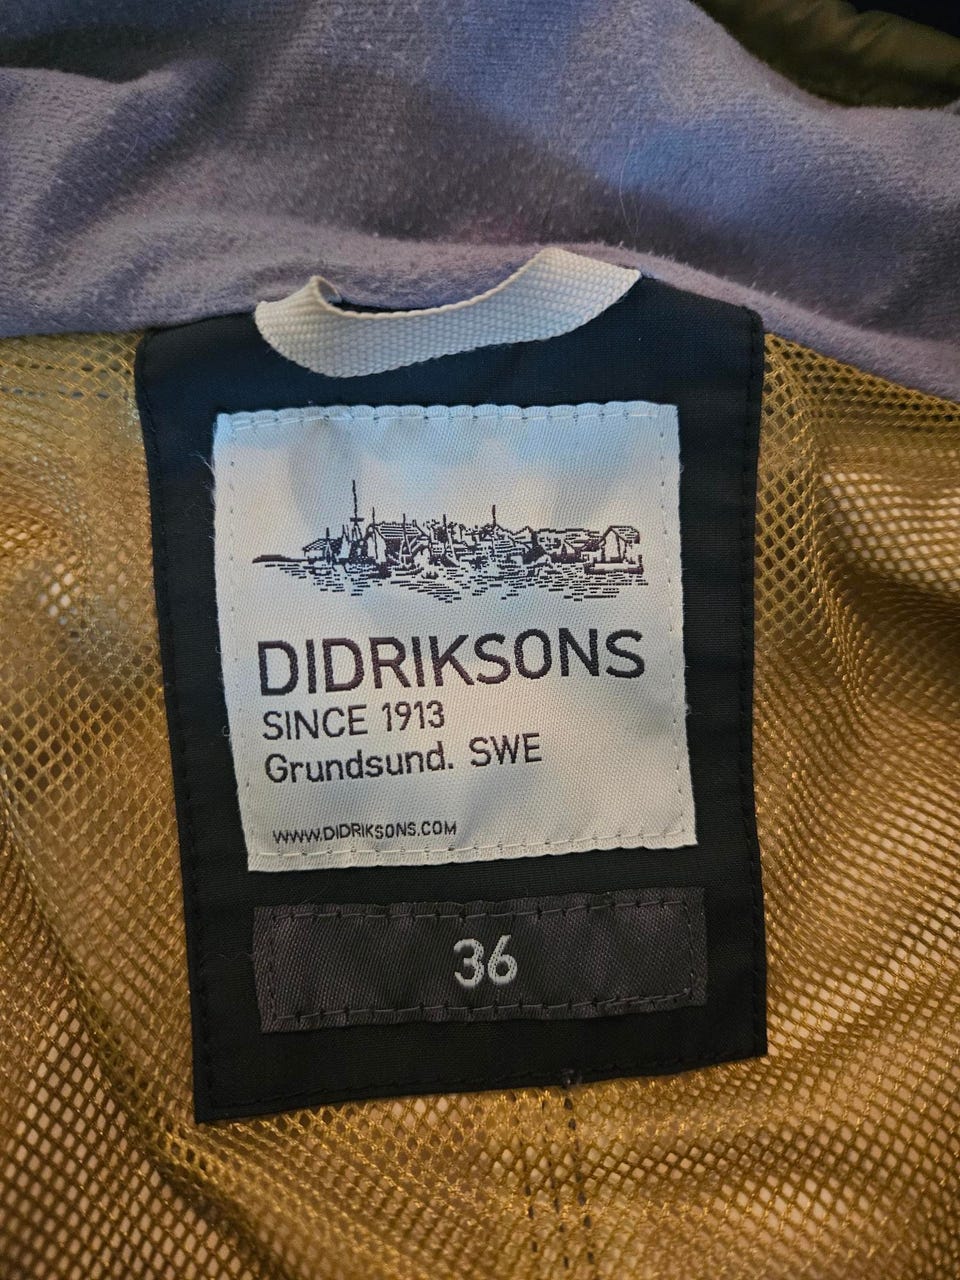 DIDRIKSONS
SINCE 1913
Grundsund. SWE
WWW.DIDRIKSONS.COM
36